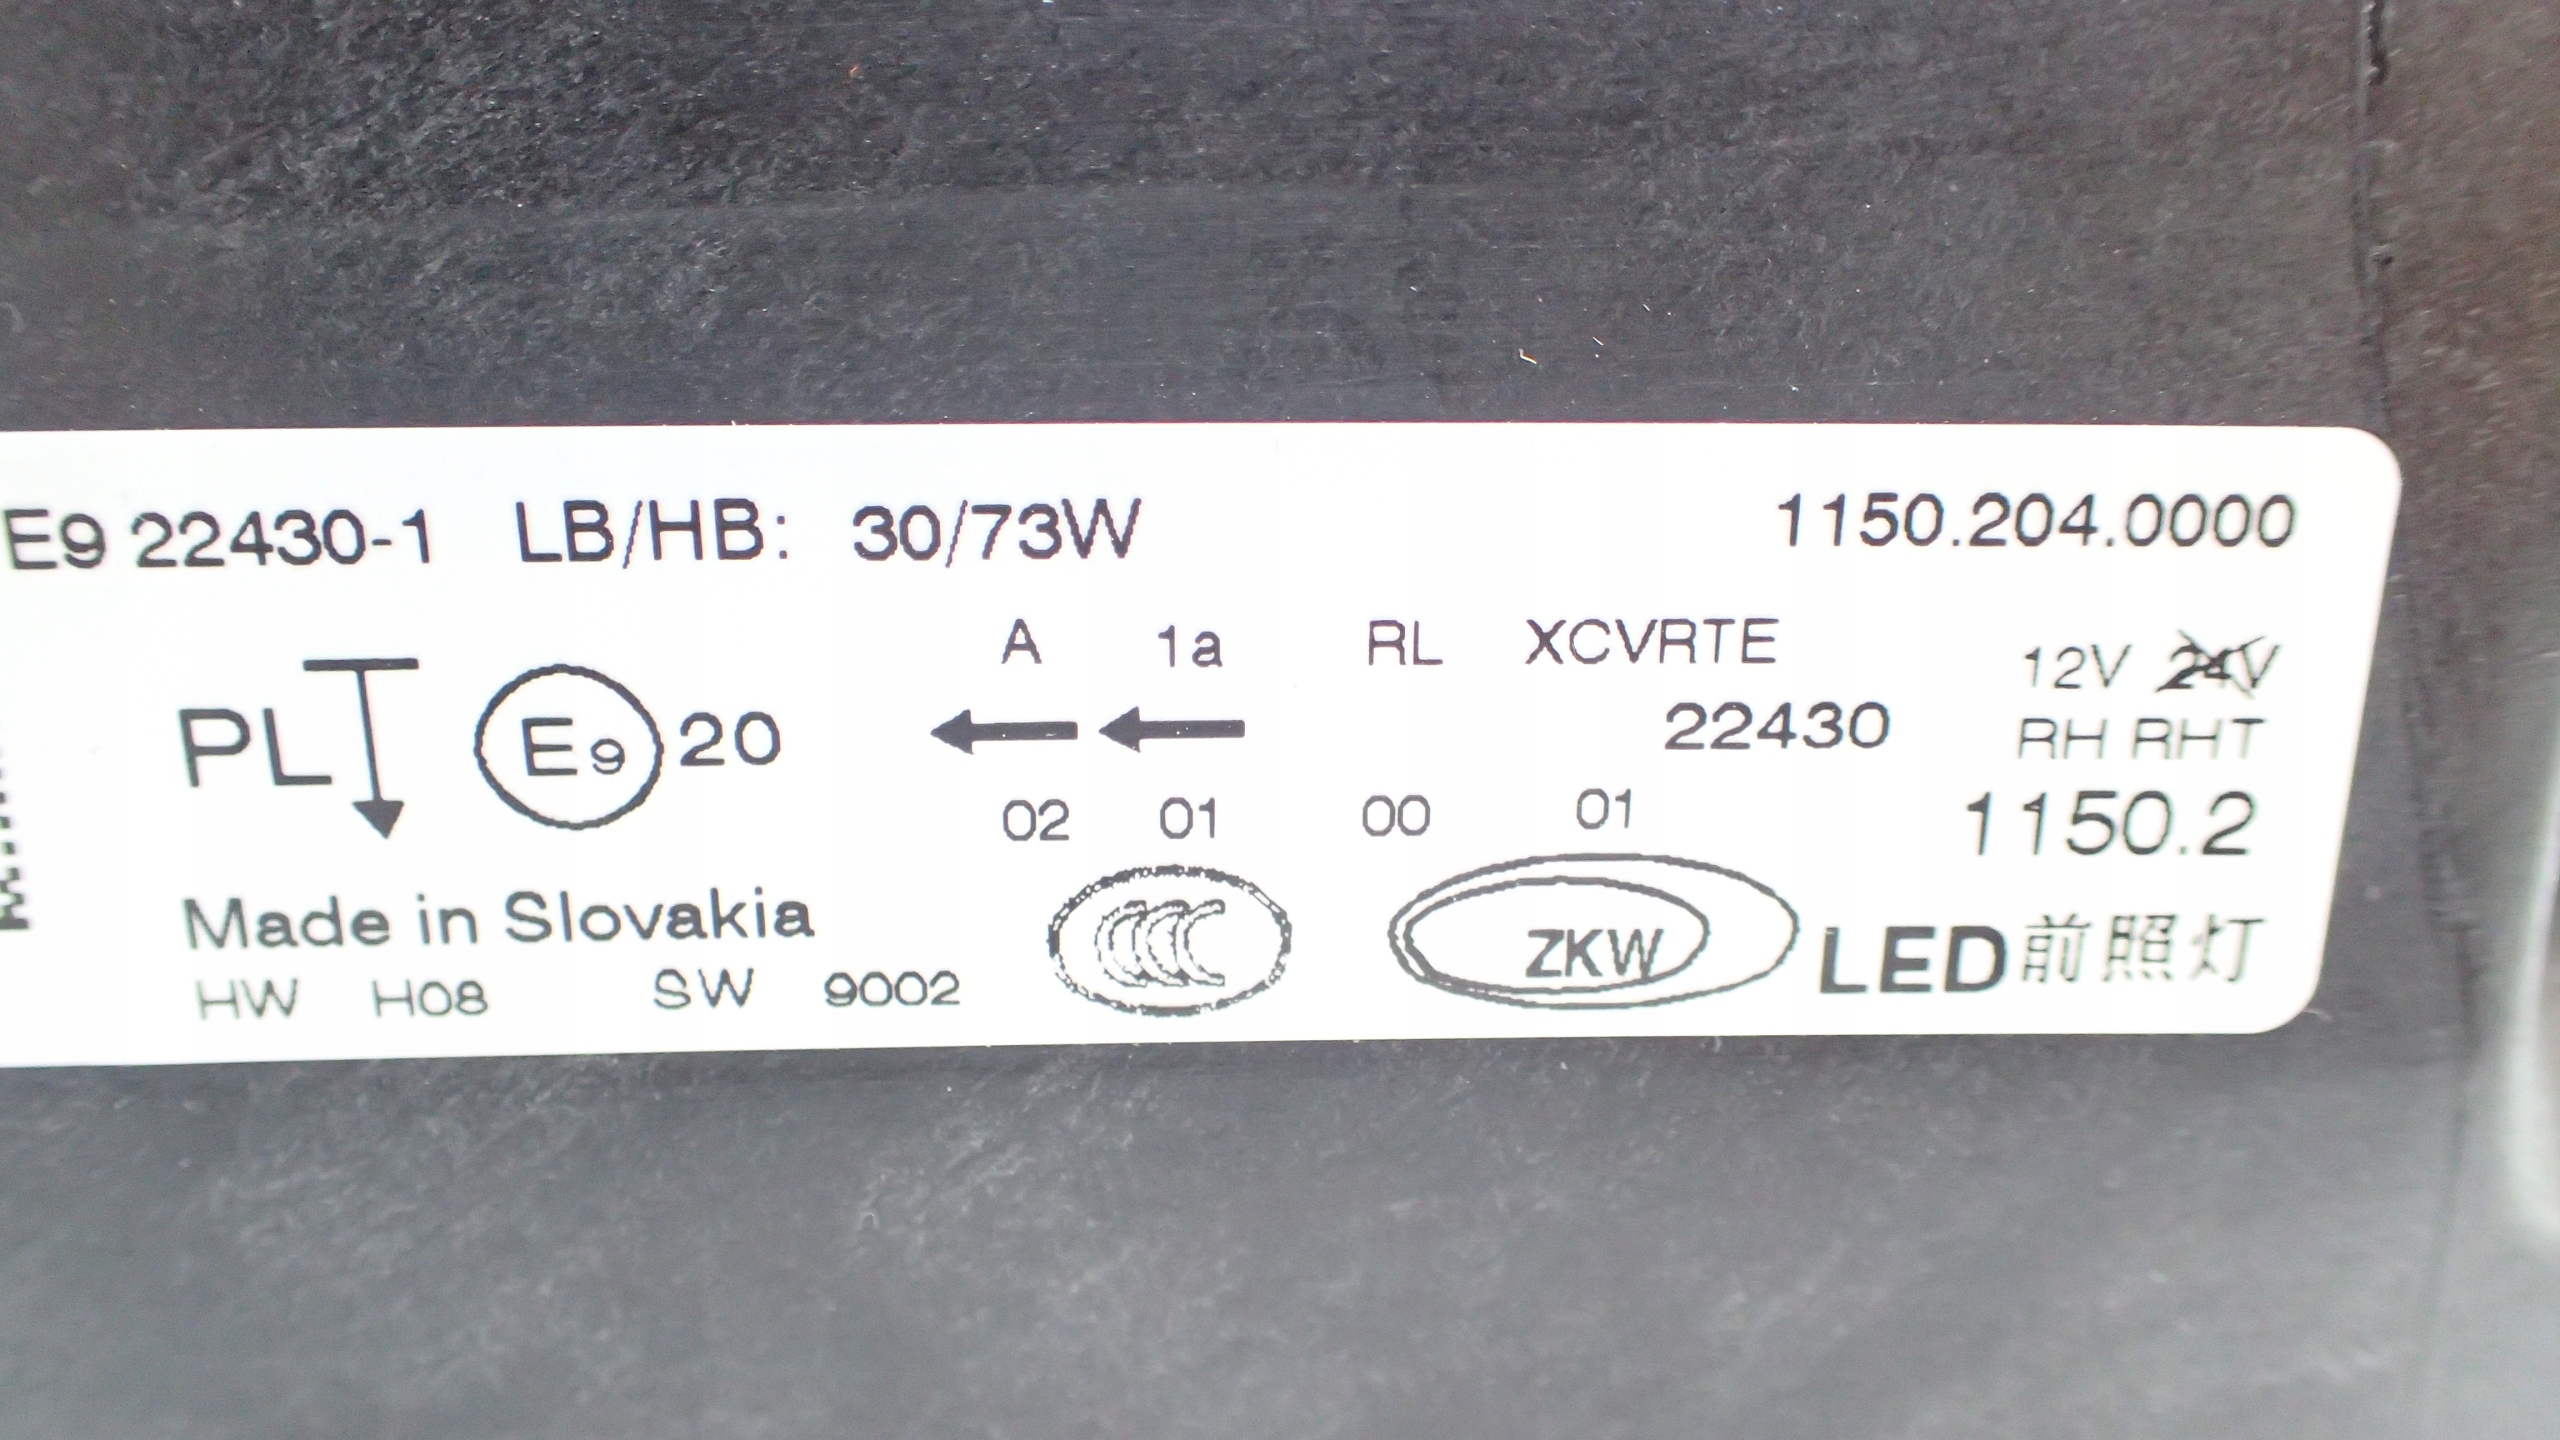 E9 22430-1 LB/HB: 30/73W 1150.204.0000
A 1a RL XCVRTE 12V 24V
PL E9 20 22430 RH RHT
02 01 00 01 1150.2
Made in Slovakia CCC ZKW LED前照灯
HW H08 SW 9002